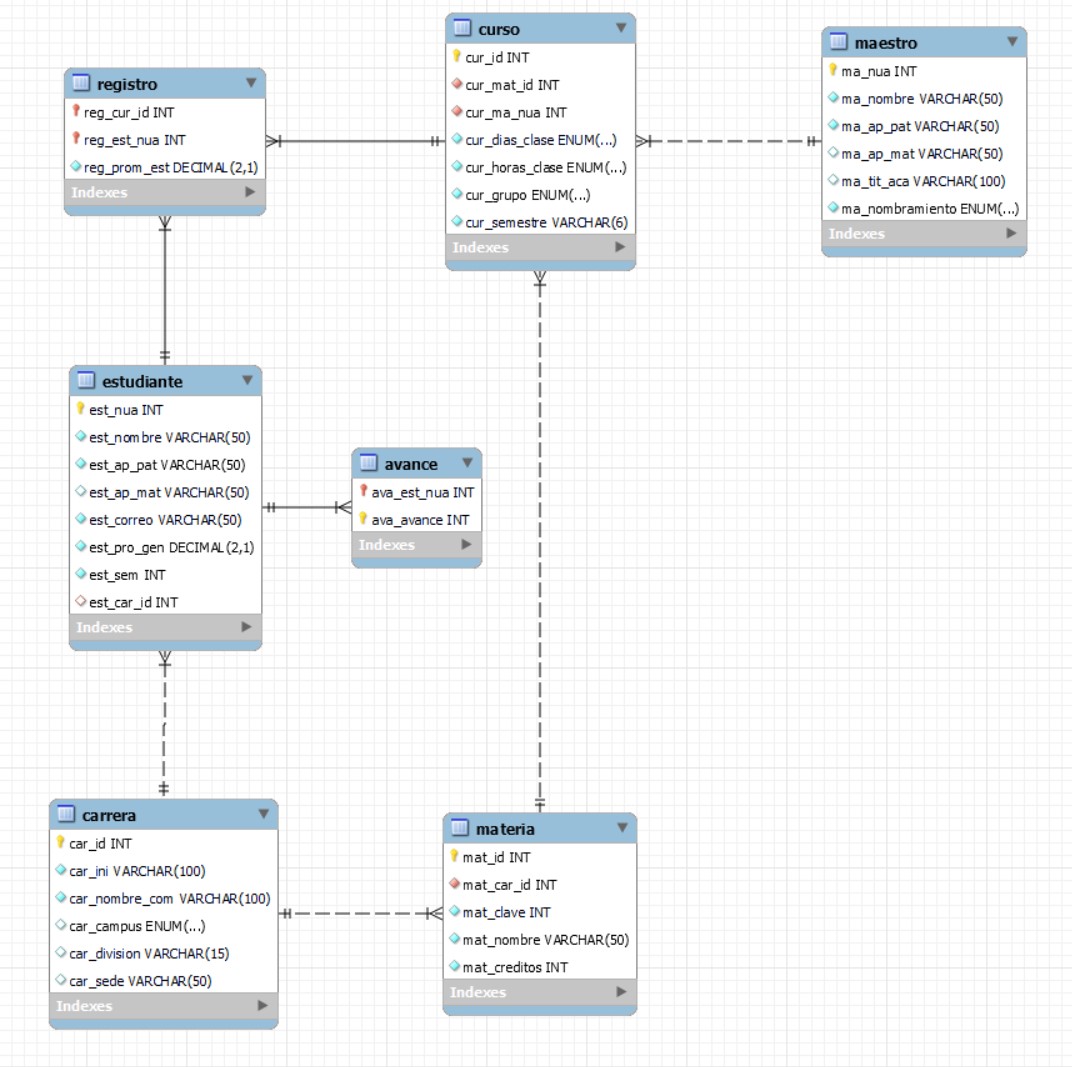 registro
reg_cur_id INT
reg_est_nua INT
reg_prom_est DECIMAL(2,1)
Indexes
curso
cur_id INT
cur_mat_id INT
cur_ma_nua INT
cur_dias_clase ENUM(...)
cur_horas_clase ENUM(...)
cur_grupo ENUM(...)
cur_semestre VARCHAR(6)
Indexes
maestro
ma_nua INT
ma_nombre VARCHAR(50)
ma_ap_pat VARCHAR(50)
ma_ap_mat VARCHAR(50)
ma_tit_aca VARCHAR(100)
ma_nombramiento ENUM(...)
Indexes
estudiante
est_nua INT
est_nombre VARCHAR(50)
est_ap_pat VARCHAR(50)
est_ap_mat VARCHAR(50)
est_correo VARCHAR(50)
est_pro_gen DECIMAL(2,1)
est_sem INT
est_car_id INT
Indexes
avance
ava_est_nua INT
ava_avance INT
Indexes
carrera
car_id INT
car_ini VARCHAR(100)
car_nombre_com VARCHAR(100)
car_campus ENUM(...)
car_division VARCHAR(15)
car_sede VARCHAR(50)
Indexes
materia
mat_id INT
mat_car_id INT
mat_clave INT
mat_nombre VARCHAR(50)
mat_creditos INT
Indexes